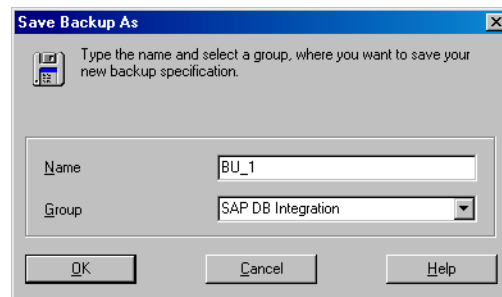 Save Backup As
Type the name and select a group, where you want to save your
new backup specification.
Name
BU_1
Group
SAP DB Integration
OK
Cancel
Help